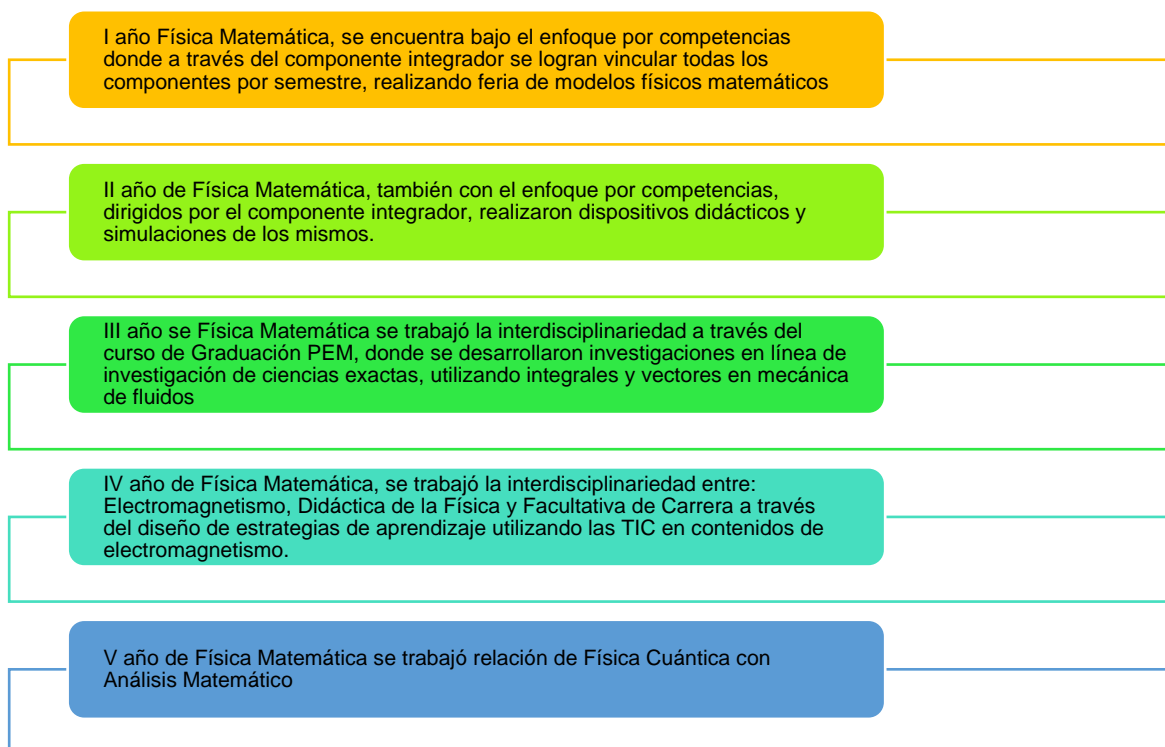 I año Física Matemática, se encuentra bajo el enfoque por competencias
donde a través del componente integrador se logran vincular todas los
componentes por semestre, realizando feria de modelos físicos matemáticos
II año de Física Matemática, también con el enfoque por competencias,
dirigidos por el componente integrador, realizaron dispositivos didácticos y
simulaciones de los mismos.
III año se Física Matemática se trabajó la interdisciplinariedad a través del
curso de Graduación PEM, donde se desarrollaron investigaciones en línea de
investigación de ciencias exactas, utilizando integrales y vectores en mecánica
de fluidos
IV año de Física Matemática, se trabajó la interdisciplinariedad entre:
Electromagnetismo, Didáctica de la Física y Facultativa de Carrera a través
del diseño de estrategias de aprendizaje utilizando las TIC en contenidos de
electromagnetismo.
V año de Física Matemática se trabajó relación de Física Cuántica con
Análisis Matemático